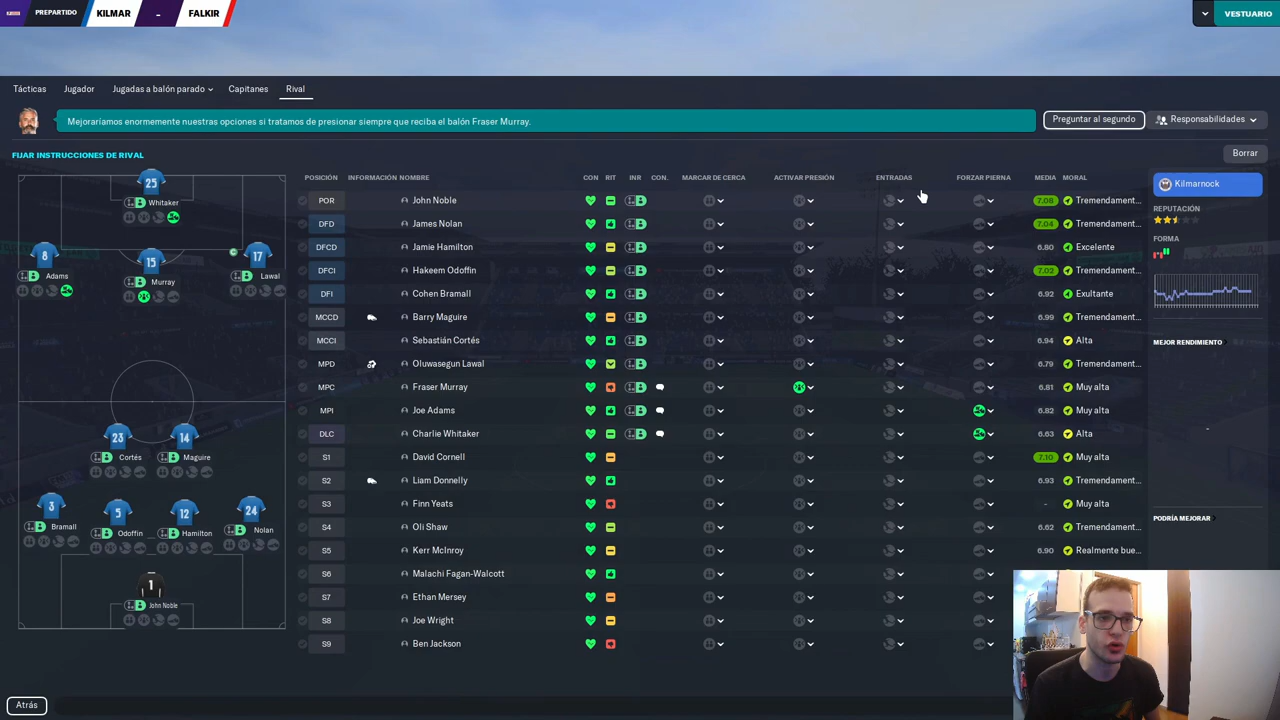 PREPARTIDO KILMAR - FALKIR VESTUARIO
Tácticas Jugador Jugadas a balón parado Capitanes Rival
Mejoraríamos enormemente nuestras opciones si tratamos de presionar siempre que reciba el balón Fraser Murray. Preguntar al segundo Responsabilidades
FIJAR INSTRUCCIONES DE RIVAL Borrar
POSICIÓN INFORMACIÓN NOMBRE CON RIT INR CON. MARCAR DE CERCA ACTIVAR PRESIÓN ENTRADAS FORZAR PIERNA MEDIA MORAL
POR John Noble 7.08 Tremendament...
DFD James Nolan 7.04 Tremendament...
DFCD Jamie Hamilton 6.80 Excelente
DFCI Hakeem Odoffin 7.02 Tremendament...
DFI Cohen Bramall 6.92 Exultante
MCCD Barry Maguire 6.99 Tremendament...
MCCI Sebastián Cortés 6.94 Alta
MPD Oluwasegun Lawal 6.79 Tremendament...
MPC Fraser Murray 6.81 Muy alta
MPI Joe Adams 6.82 Muy alta
DLC Charlie Whitaker 6.63 Alta
S1 David Cornell 7.10 Muy alta
S2 Liam Donnelly 6.93 Tremendament...
S3 Finn Yeats - Muy alta
S4 Oli Shaw 6.62 Tremendament...
S5 Kerr McInroy 6.90 Realmente bue...
S6 Malachi Fagan-Walcott
S7 Ethan Mersey
S8 Joe Wright
S9 Ben Jackson
25
Whitaker
8 15 17
Adams Murray Lawal
23 14
Cortés Maguire
3 5 12 24
Bramall Odoffin Hamilton Nolan
1
John Noble
Kilmarnock
REPUTACIÓN
FORMA
MEJOR RENDIMIENTO
-
PODRÍA MEJORAR
Atrás